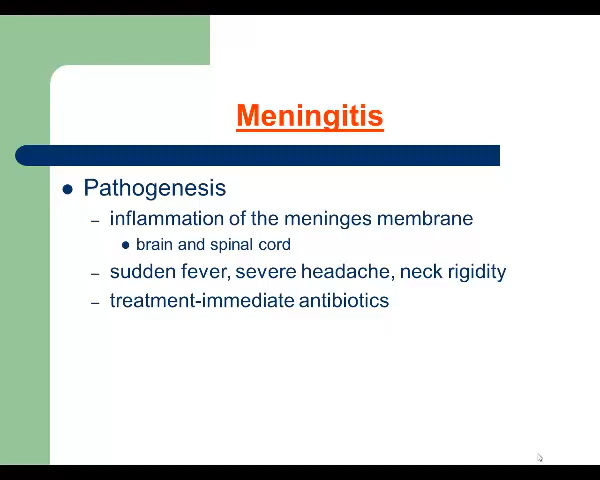 Meningitis
Pathogenesis
– inflammation of the meninges membrane
brain and spinal cord
– sudden fever, severe headache, neck rigidity
– treatment-immediate antibiotics